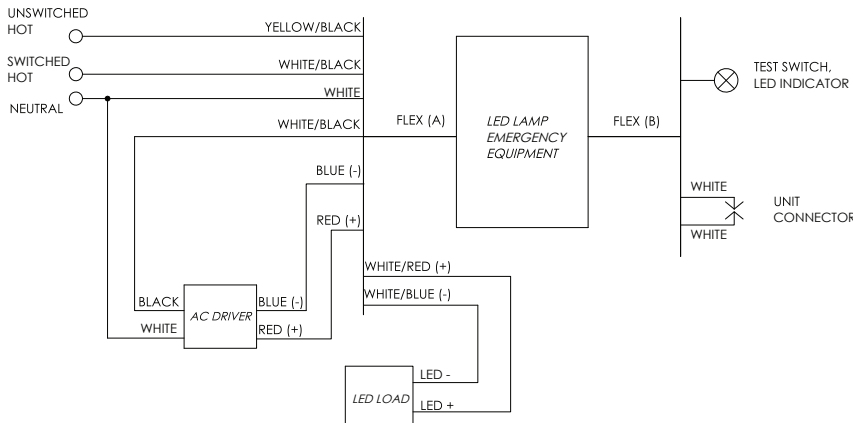 UNSWITCHED
HOT
YELLOW/BLACK
SWITCHED
HOT
WHITE/BLACK
NEUTRAL
WHITE
WHITE/BLACK
BLUE (-)
RED (+)
WHITE/RED (+)
WHITE/BLUE (-)
FLEX (A)
LED LAMP
EMERGENCY
EQUIPMENT
FLEX (B)
TEST SWITCH,
LED INDICATOR
WHITE
UNIT
CONNECTOR
WHITE
BLACK
WHITE
AC DRIVER
BLUE (-)
RED (+)
LED LOAD
LED -
LED +